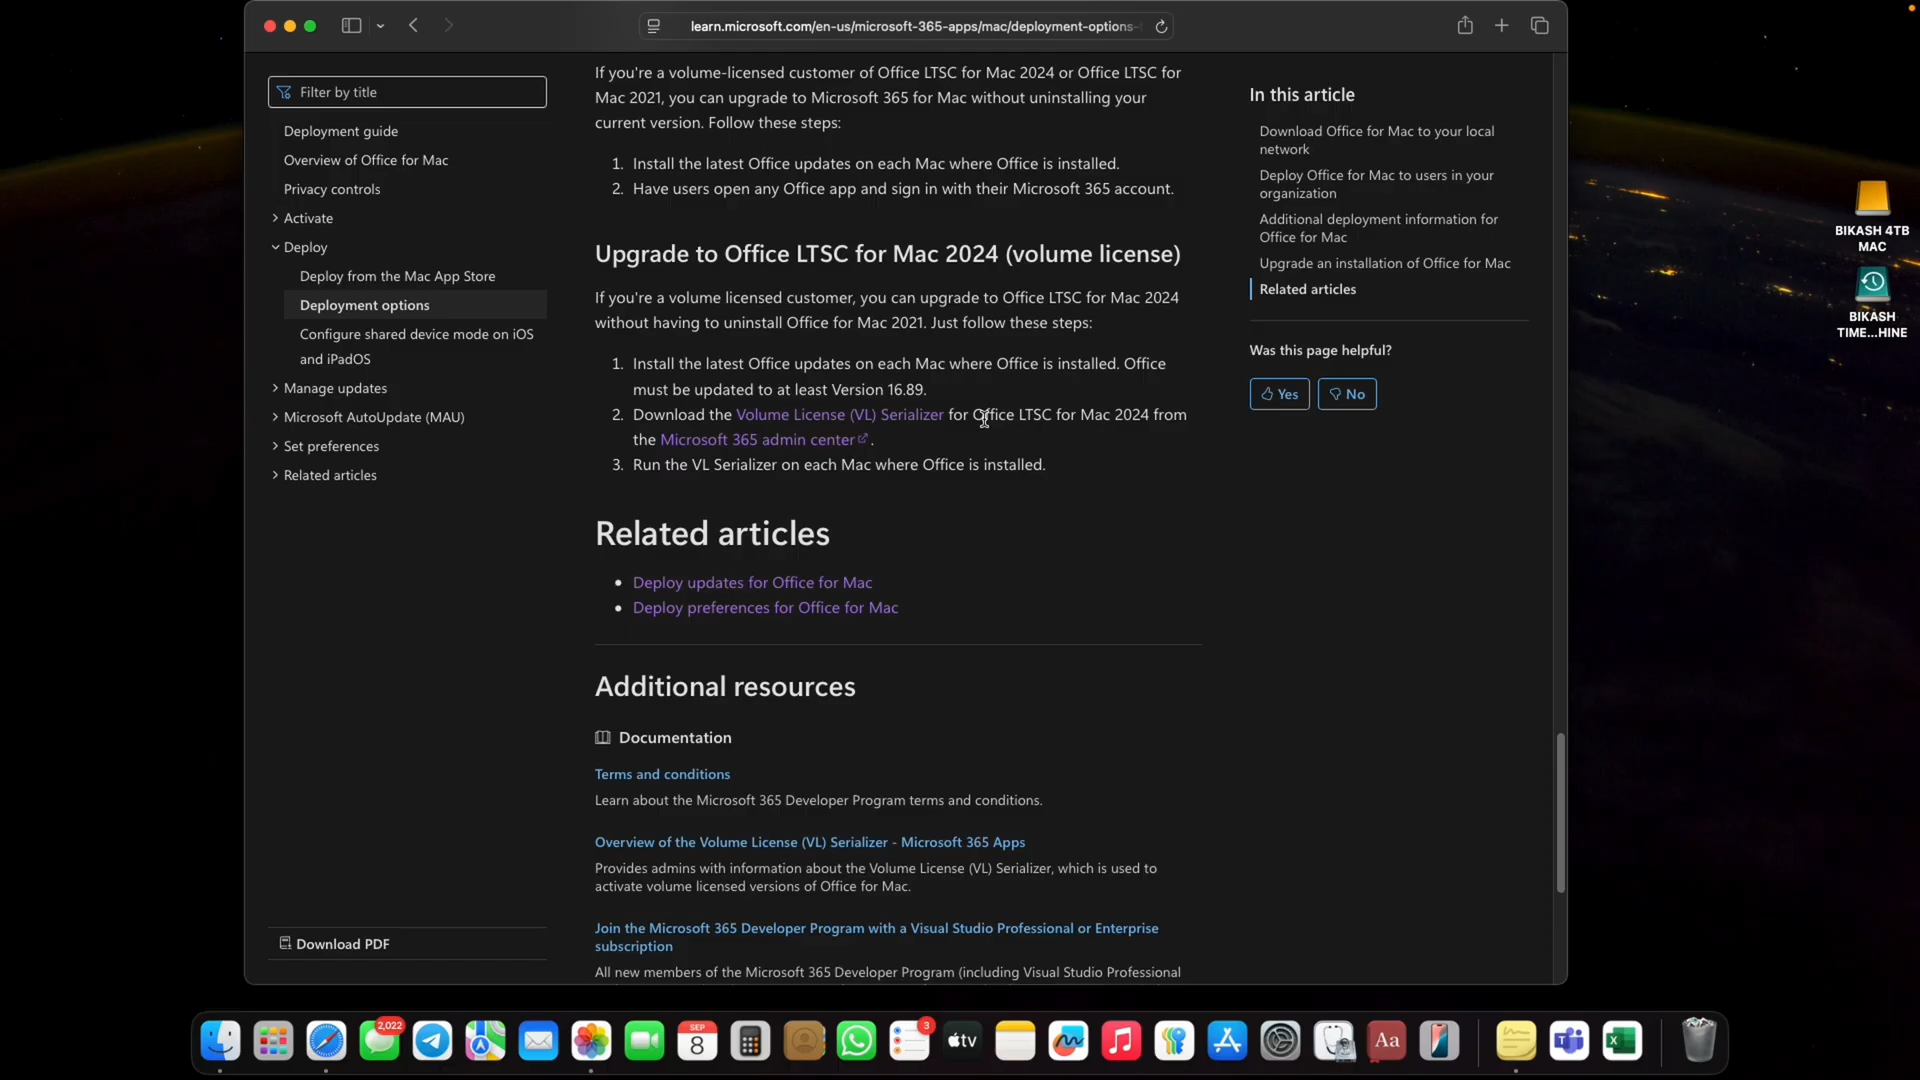 learn.microsoft.com/en-us/microsoft-365-apps/mac/deployment-options-
Filter by title
Deployment guide
Overview of Office for Mac
Privacy controls
Activate
Deploy
Deploy from the Mac App Store
Deployment options
Configure shared device mode on iOS
and iPadOS
Manage updates
Microsoft AutoUpdate (MAU)
Set preferences
Related articles
Download PDF
If you're a volume-licensed customer of Office LTSC for Mac 2024 or Office LTSC for
Mac 2021, you can upgrade to Microsoft 365 for Mac without uninstalling your
current version. Follow these steps:
1. Install the latest Office updates on each Mac where Office is installed.
2. Have users open any Office app and sign in with their Microsoft 365 account.
Upgrade to Office LTSC for Mac 2024 (volume license)
If you're a volume licensed customer, you can upgrade to Office LTSC for Mac 2024
without having to uninstall Office for Mac 2021. Just follow these steps:
1. Install the latest Office updates on each Mac where Office is installed. Office
must be updated to at least Version 16.89.
2. Download the Volume License (VL) Serializer for Office LTSC for Mac 2024 from
the Microsoft 365 admin center.
3. Run the VL Serializer on each Mac where Office is installed.
Related articles
• Deploy updates for Office for Mac
• Deploy preferences for Office for Mac
Additional resources
Documentation
Terms and conditions
Learn about the Microsoft 365 Developer Program terms and conditions.
Overview of the Volume License (VL) Serializer - Microsoft 365 Apps
Provides admins with information about the Volume License (VL) Serializer, which is used to
activate volume licensed versions of Office for Mac.
Join the Microsoft 365 Developer Program with a Visual Studio Professional or Enterprise
subscription
All new members of the Microsoft 365 Developer Program (including Visual Studio Professional
In this article
Download Office for Mac to your local
network
Deploy Office for Mac to users in your
organization
Additional deployment information for
Office for Mac
Upgrade an installation of Office for Mac
Related articles
Was this page helpful?
Yes
No
BIKASH 4TB
MAC
BIKASH
TIME...HINE
2,022
SEP
8
3
tv
Aa